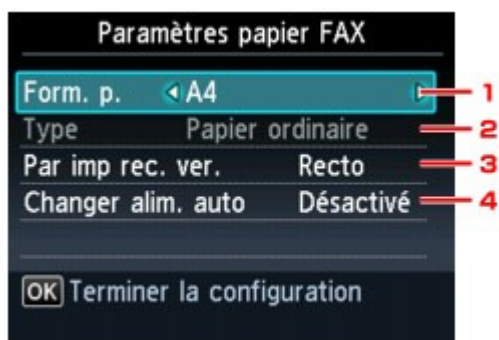 Paramètres papier FAX
Form. p. A4 1
Type Papier ordinaire 2
Par imp rec. ver. Recto 3
Changer alim. auto Désactivé 4
OK Terminer la configuration